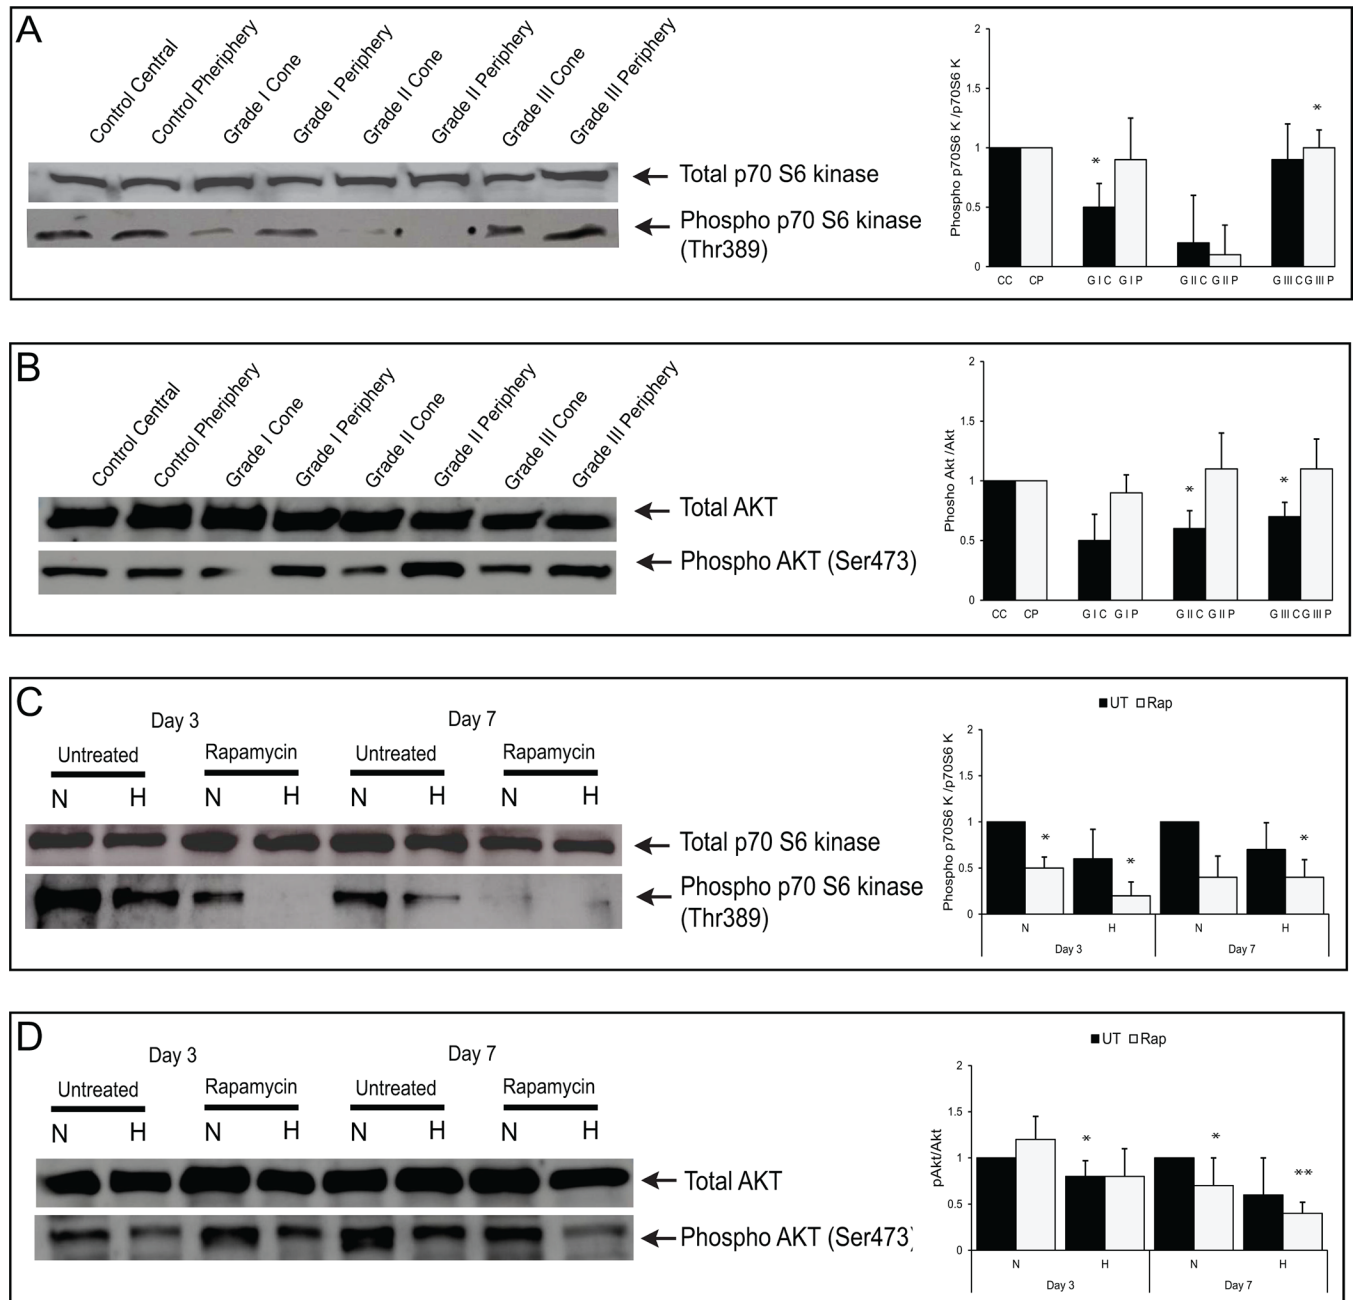 A
Control Central
Control Pheriphery
Grade I Cone
Grade I Periphery
Grade II Cone
Grade II Periphery
Grade III Cone
Grade III Periphery
Total p70 S6 kinase
Phospho p70 S6 kinase
(Thr389)
Phospho p70S6 K /p70S6 K
2
1.5
1
0.5
0
*
*
CC CP G I C G I P G II C G II P G III C G III P
B
Control Central
Control Pheriphery
Grade I Cone
Grade I Periphery
Grade II Cone
Grade II Periphery
Grade III Cone
Grade III Periphery
Total AKT
Phospho AKT (Ser473)
Phosho Akt /Akt
2
1.5
1
0.5
0
*
*
CC CP G I C G I P G II C G II P G III C G III P
C
Day 3 Day 7
Untreated Rapamycin Untreated Rapamycin
N H N H N H N H
Total p70 S6 kinase
Phospho p70 S6 kinase
(Thr389)
UT Rap
Phospho p70S6 K /p70S6 K
2
1.5
1
0.5
0
*
*
*
N H N H
Day 3 Day 7
D
Day 3 Day 7
Untreated Rapamycin Untreated Rapamycin
N H N H N H N H
Total AKT
Phospho AKT (Ser473)
UT Rap
pAkt/Akt
2
1.5
1
0.5
0
*
*
**
N H N H
Day 3 Day 7